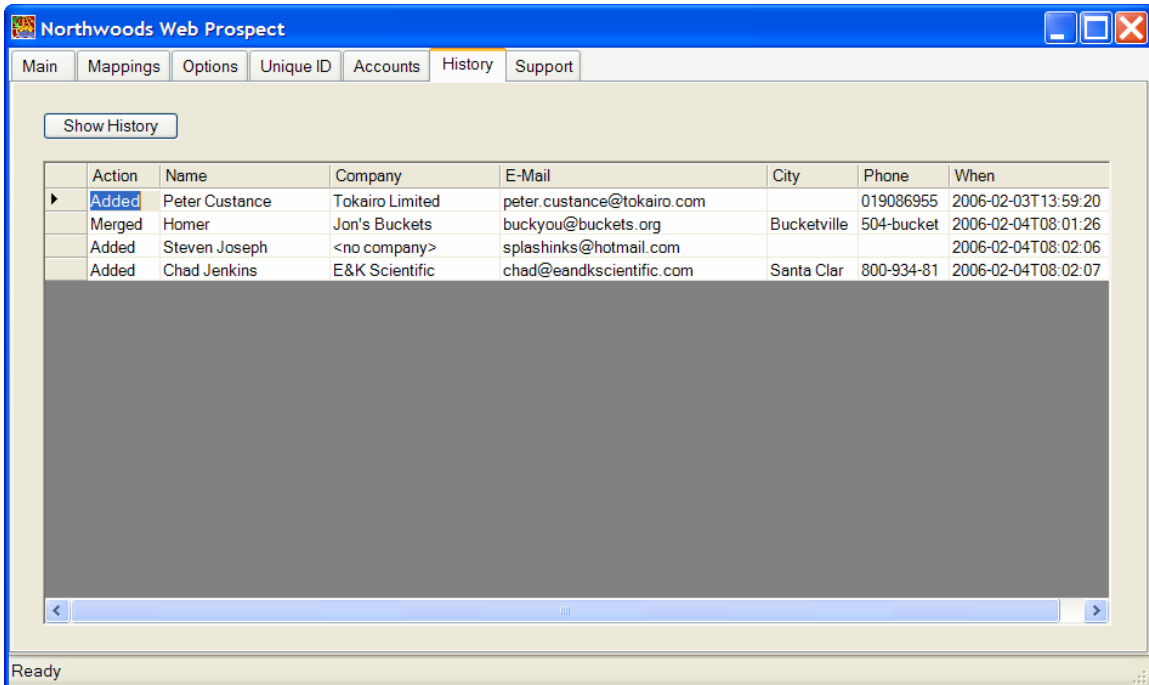 Northwoods Web Prospect
Main Mappings Options Unique ID Accounts History Support
Show History
Action Name Company E-Mail City Phone When
Added Peter Custance Tokairo Limited peter.custance@tokairo.com 019086955 2006-02-03T13:59:20
Merged Homer Jon's Buckets buckyou@buckets.org Bucketville 504-bucket 2006-02-04T08:01:26
Added Steven Joseph <no company> splashinks@hotmail.com 2006-02-04T08:02:06
Added Chad Jenkins E&K Scientific chad@eandkscientific.com Santa Clar 800-934-81 2006-02-04T08:02:07
Ready